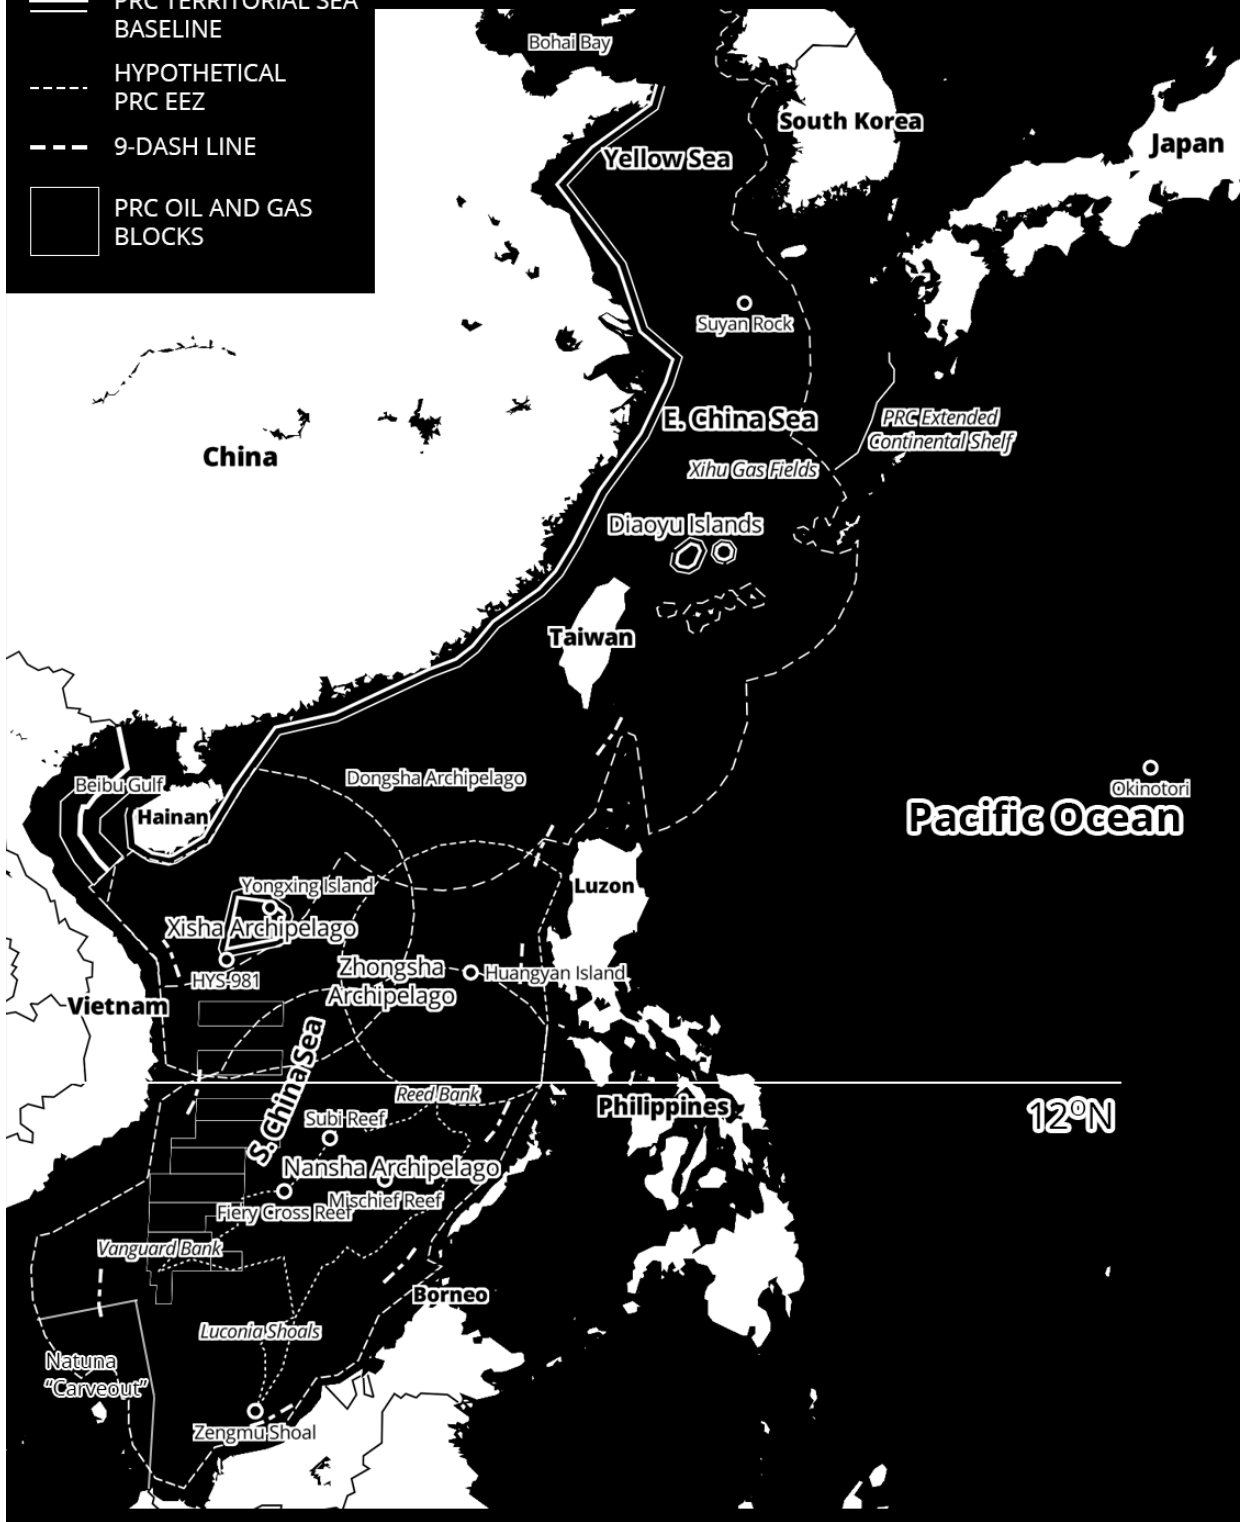 PRC TERRITORIAL SEA
BASELINE
HYPOTHETICAL
PRC EEZ
9-DASH LINE
PRC OIL AND GAS
BLOCKS
Bohai Bay
South Korea
Japan
Yellow Sea
Suyan Rock
E. China Sea
PRC Extended
Continental Shelf
China
Xihu Gas Fields
Diaoyu Islands
Taiwan
Dongsha Archipelago
Beibu Gulf
Okinotori
Hainan
Pacific Ocean
Yongxing Island
Luzon
Xisha Archipelago
HYS-981
Zhongsha
Archipelago
Huangyan Island
Vietnam
S. China Sea
Reed Bank
Philippines
12ºN
Subi Reef
Nansha Archipelago
Mischief Reef
Fiery Cross Reef
Vanguard Bank
Borneo
Luconia Shoals
Natuna
“Carveout”
Zengmu Shoal